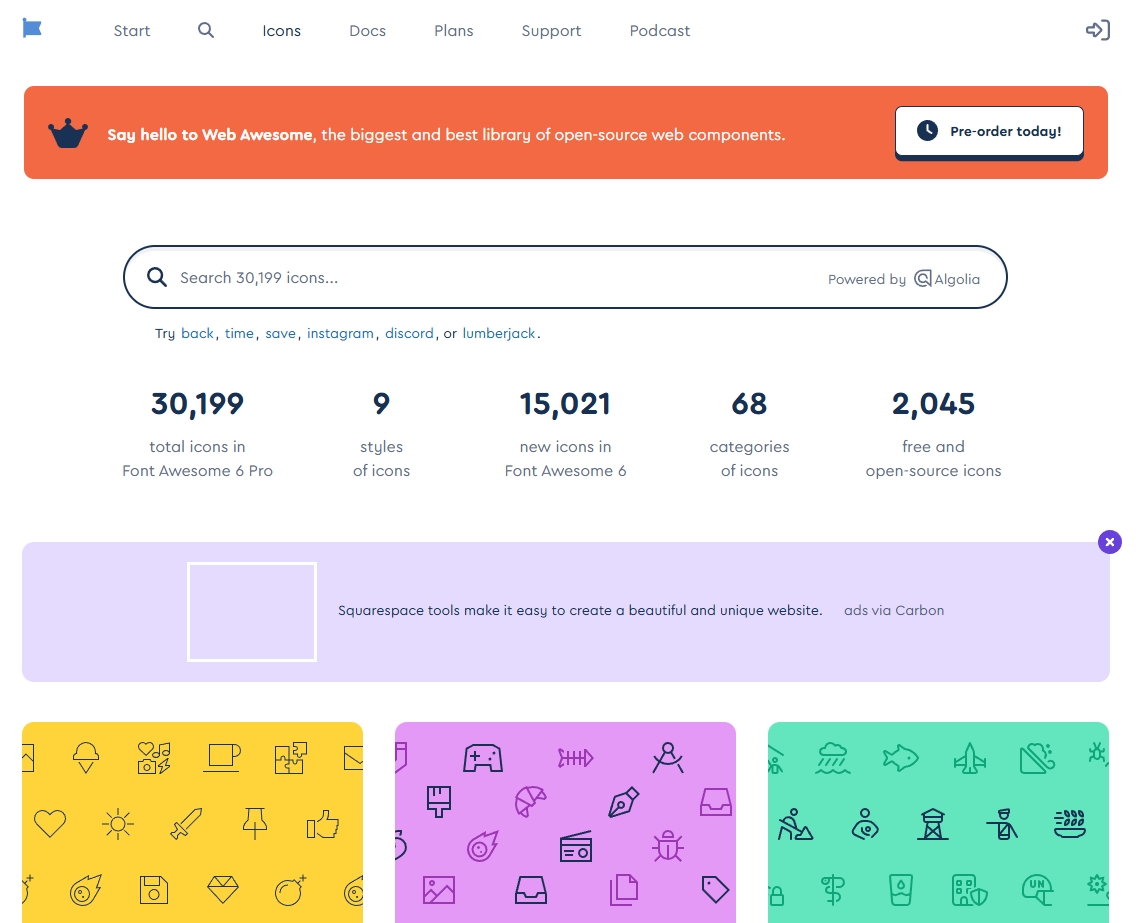 Start Icons Docs Plans Support Podcast
Say hello to Web Awesome, the biggest and best library of open-source web components.
Pre-order today!
Search 30,199 icons...
Powered by Algolia
Try back, time, save, instagram, discord, or lumberjack.
30,199 9 15,021 68 2,045
total icons in styles new icons in categories free and
Font Awesome 6 Pro of icons Font Awesome 6 of icons open-source icons
Squarespace tools make it easy to create a beautiful and unique website. ads via Carbon
UN